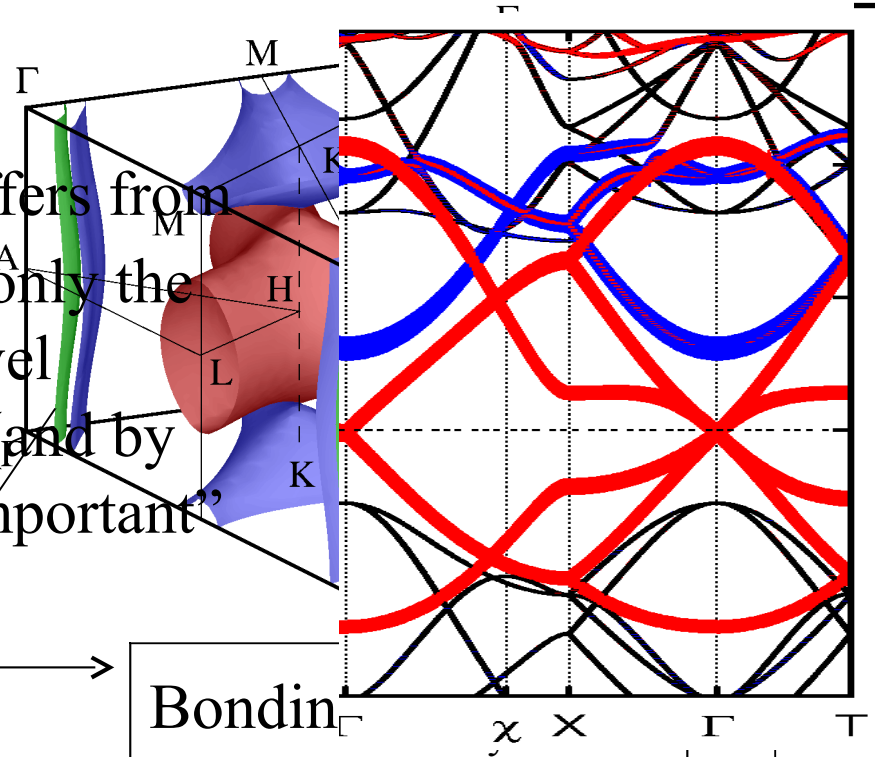 Γ
M
K
ffers from
M
A
only the
H
vel
L
and by
K
mportant”
Bondin
Γ
χ X Γ T